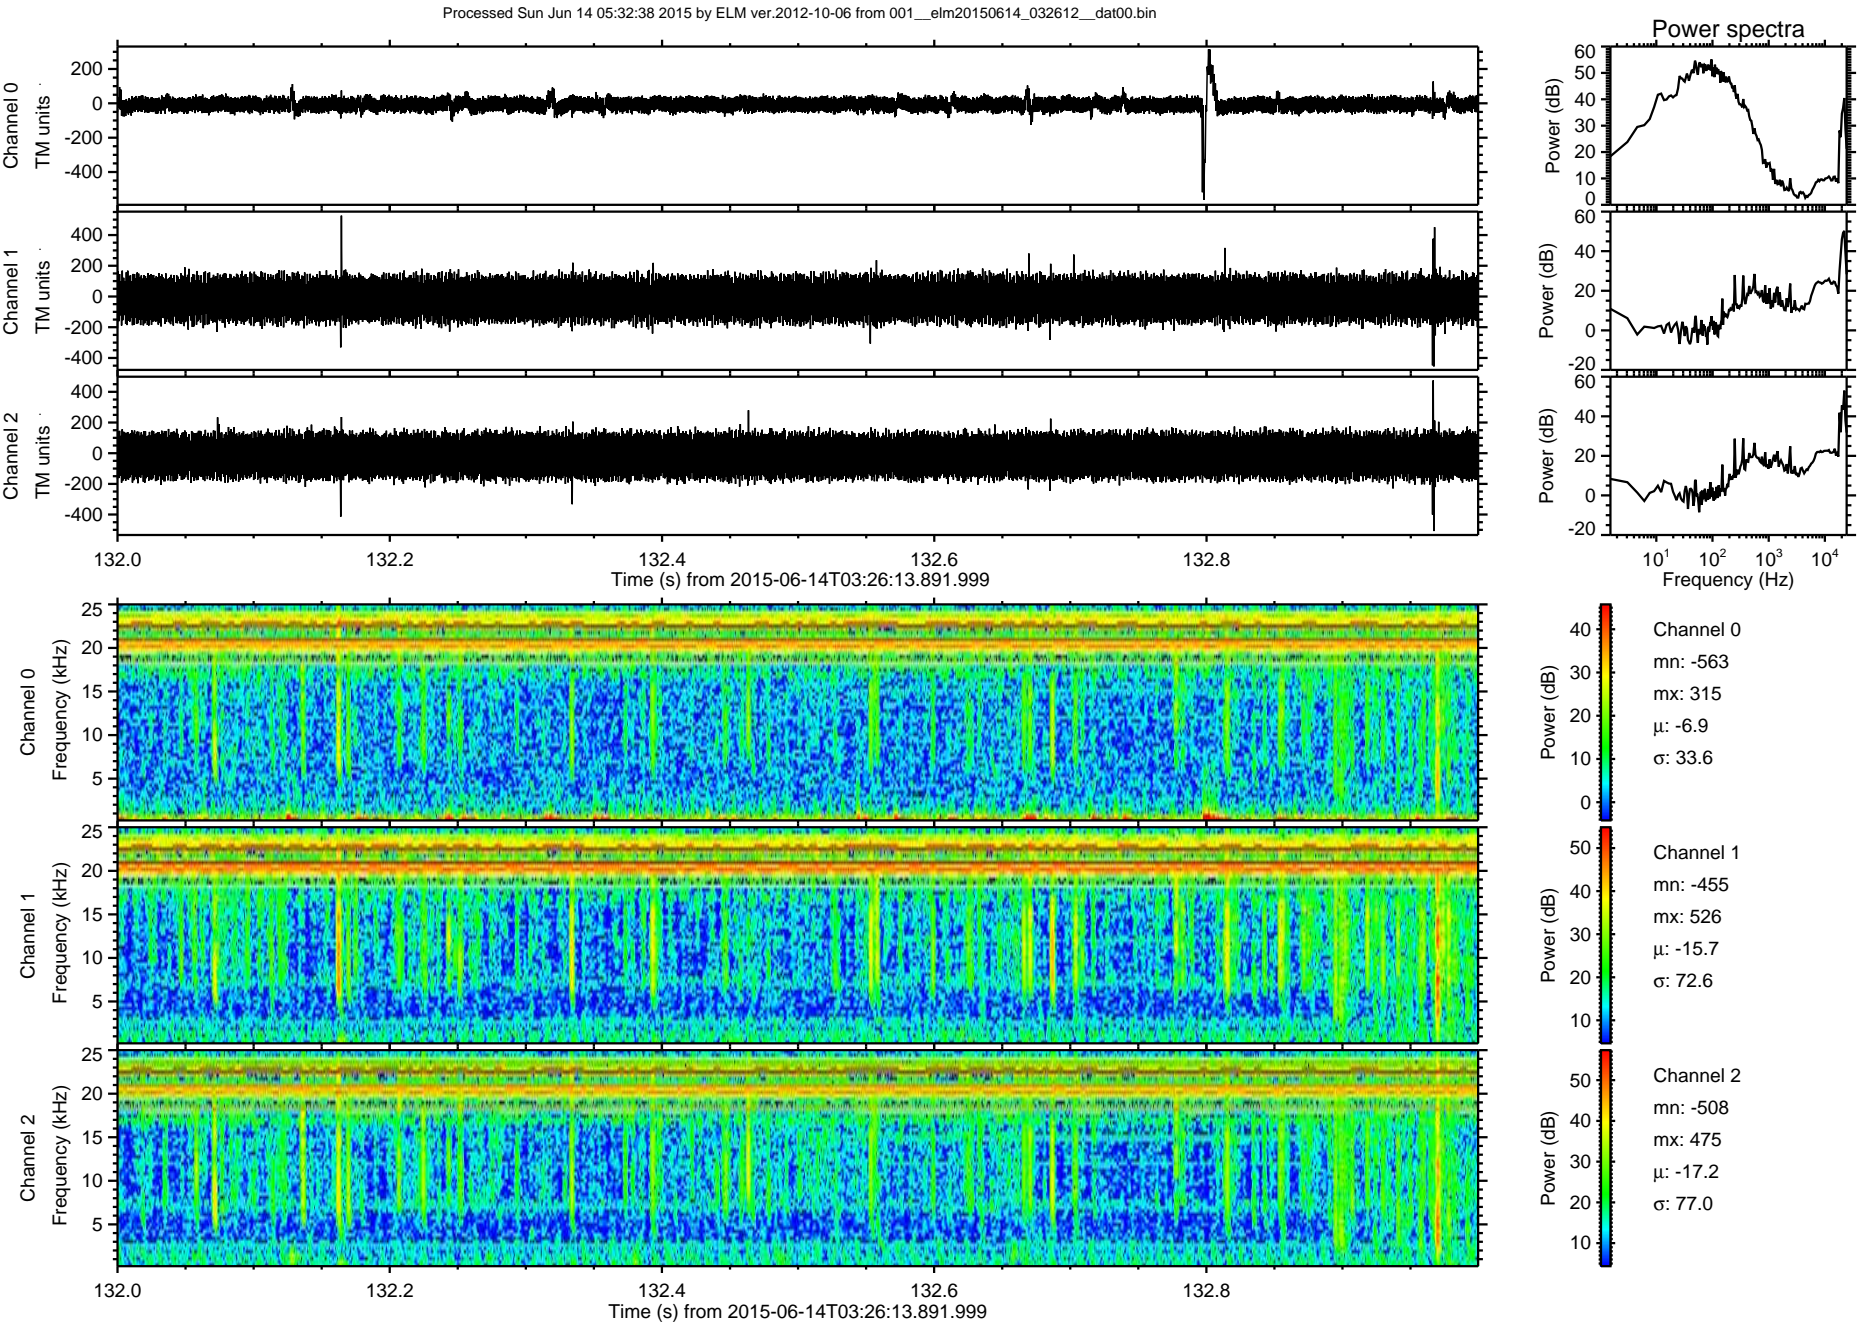 Processed Sun Jun 14 05:32:38 2015 by ELM ver.2012-10-06 from 001__elm20150614_032612__dat00.bin
Power spectra
Channel 0
TM units
200
0
-200
-400
Power (dB)
60
50
40
30
20
10
0
Channel 1
TM units
400
200
0
-200
-400
Power (dB)
60
40
20
0
-20
Channel 2
TM units
400
200
0
-200
-400
Power (dB)
60
40
20
0
-20
132.0
132.2
132.4
132.6
132.8
Time (s) from 2015-06-14T03:26:13.891.999
10¹
10²
10³
10⁴
Frequency (Hz)
Channel 0
Frequency (kHz)
25
20
15
10
5
Power (dB)
40
30
20
10
0
Channel 0
mn: -563
mx: 315
μ: -6.9
σ: 33.6
Channel 1
Frequency (kHz)
25
20
15
10
5
Power (dB)
50
40
30
20
10
Channel 1
mn: -455
mx: 526
μ: -15.7
σ: 72.6
Channel 2
Frequency (kHz)
25
20
15
10
5
Power (dB)
50
40
30
20
10
Channel 2
mn: -508
mx: 475
μ: -17.2
σ: 77.0
132.0
132.2
132.4
132.6
132.8
Time (s) from 2015-06-14T03:26:13.891.999